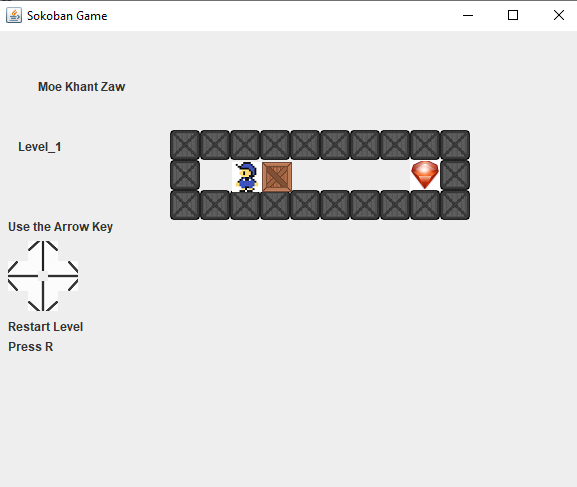 Sokoban Game
Moe Khant Zaw
Level_1
Use the Arrow Key
Restart Level
Press R